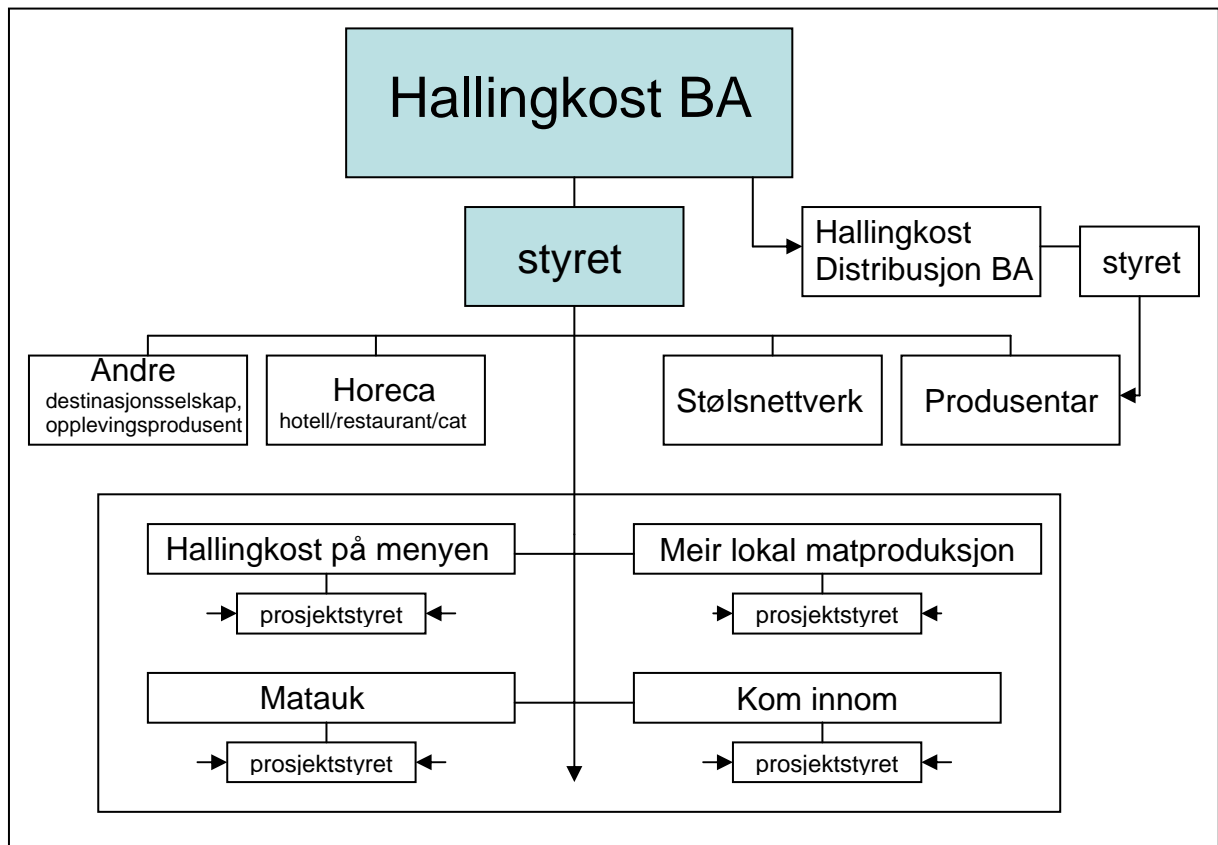 Hallingkost BA
styret
Hallingkost
Distribusjon BA
styret
Andre
destinasjonsselskap,
opplevingsprodusent
Horeca
hotell/restaurant/cat
Stølsnettverk
Produsentar
Hallingkost på menyen
Meir lokal matproduksjon
prosjektstyret
prosjektstyret
Matauk
Kom innom
prosjektstyret
prosjektstyret